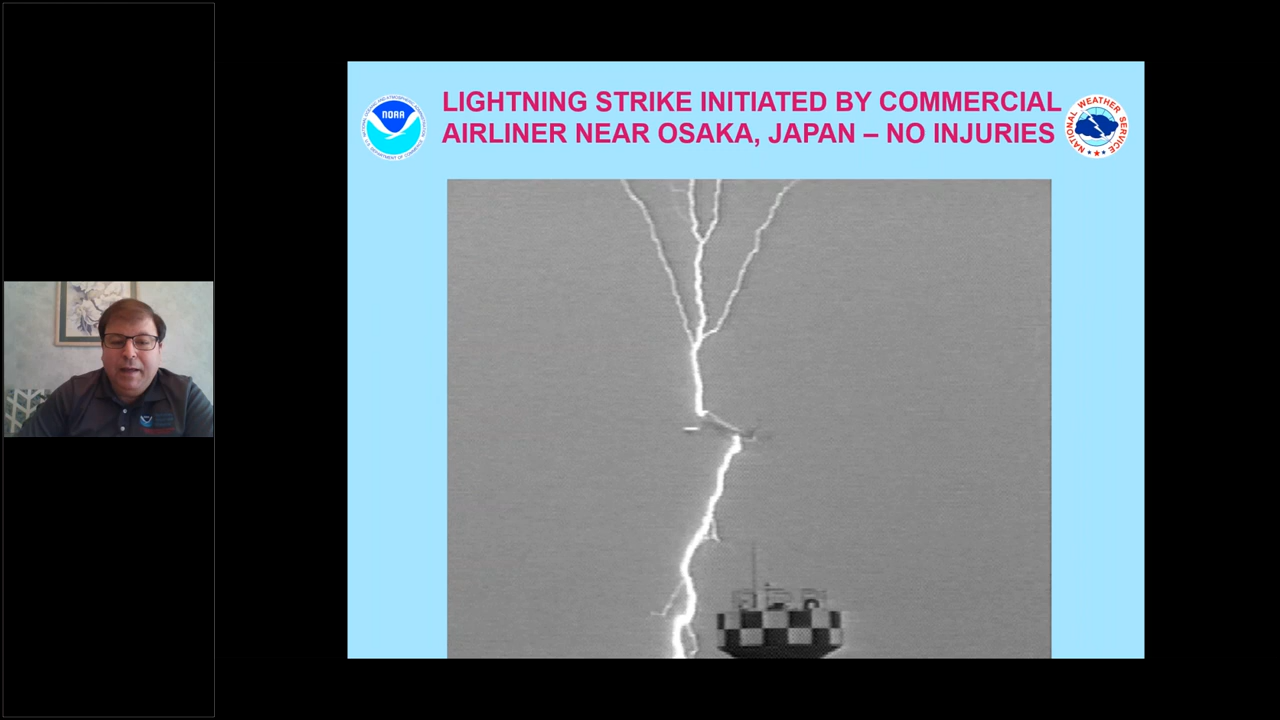 LIGHTNING STRIKE INITIATED BY COMMERCIAL
AIRLINER NEAR OSAKA, JAPAN – NO INJURIES
NOAA
NATIONAL WEATHER SERVICE